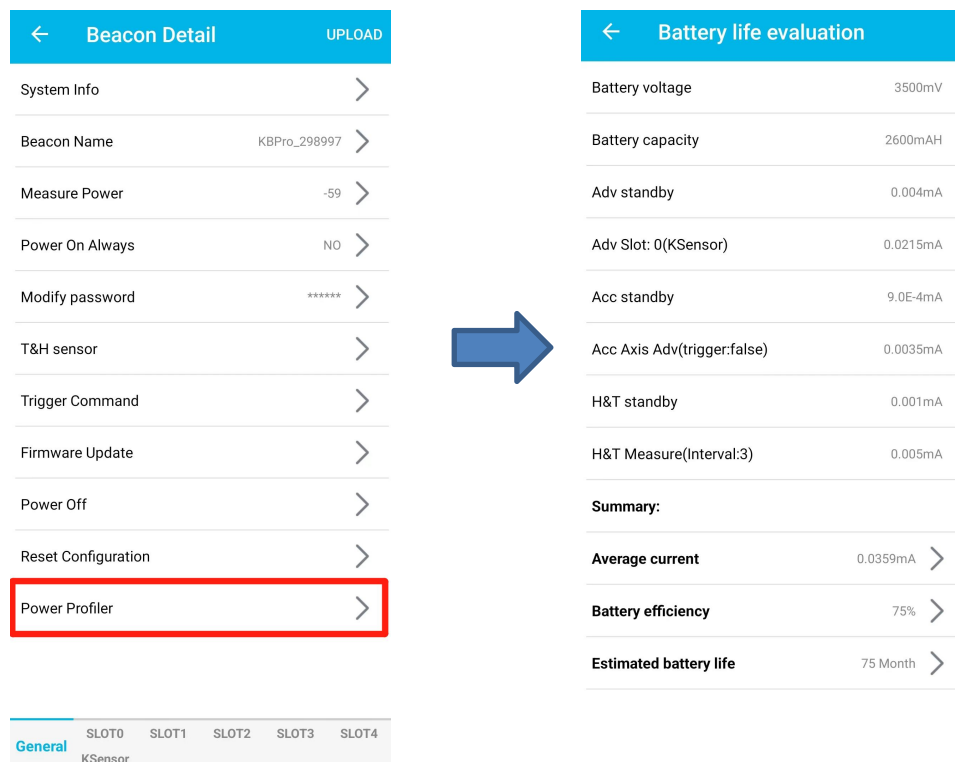 Beacon Detail UPLOAD
System Info
Beacon Name KBPro_298997
Measure Power -59
Power On Always NO
Modify password ******
T&H sensor
Trigger Command
Firmware Update
Power Off
Reset Configuration
Power Profiler
General SLOT0 SLOT1 SLOT2 SLOT3 SLOT4
KSensor
Battery life evaluation
Battery voltage 3500mV
Battery capacity 2600mAH
Adv standby 0.004mA
Adv Slot: 0(KSensor) 0.0215mA
Acc standby 9.0E-4mA
Acc Axis Adv(trigger:false) 0.0035mA
H&T standby 0.001mA
H&T Measure(Interval:3) 0.005mA
Summary:
Average current 0.0359mA
Battery efficiency 75%
Estimated battery life 75 Month